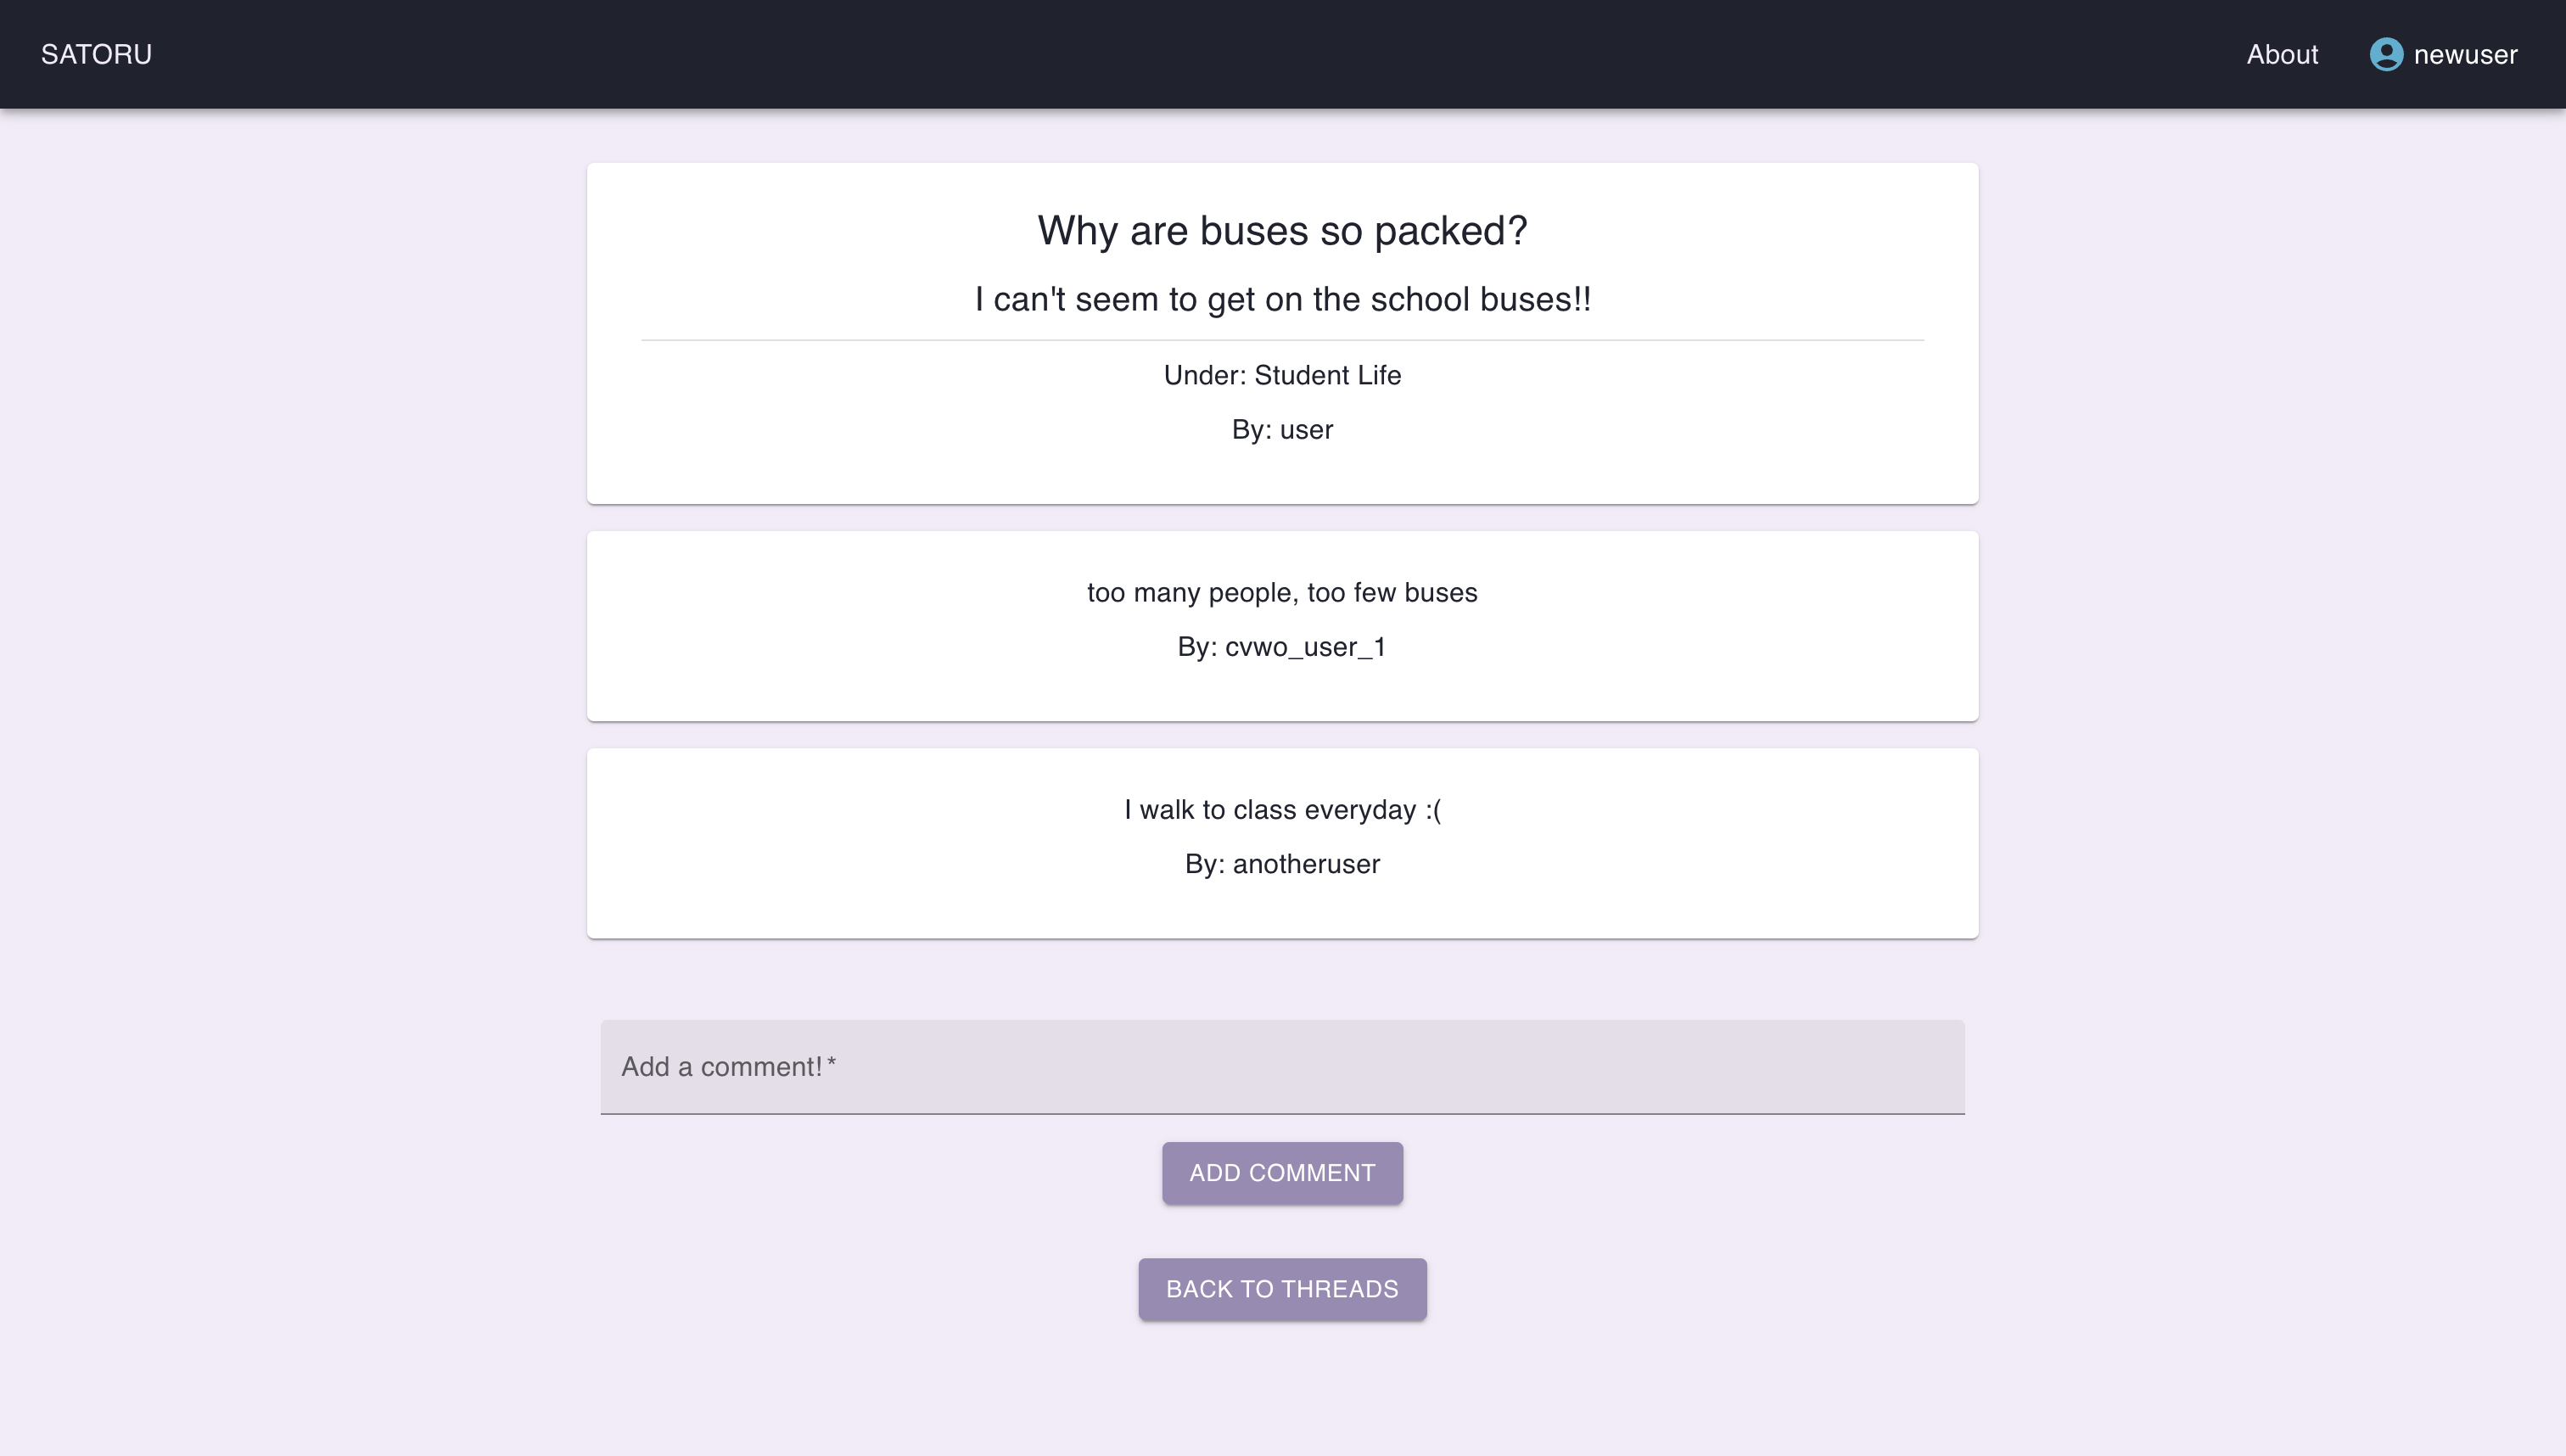 SATORU
About
newuser
Why are buses so packed?
I can't seem to get on the school buses!!
Under: Student Life
By: user
too many people, too few buses
By: cvwo_user_1
I walk to class everyday :(
By: anotheruser
Add a comment! *
ADD COMMENT
BACK TO THREADS